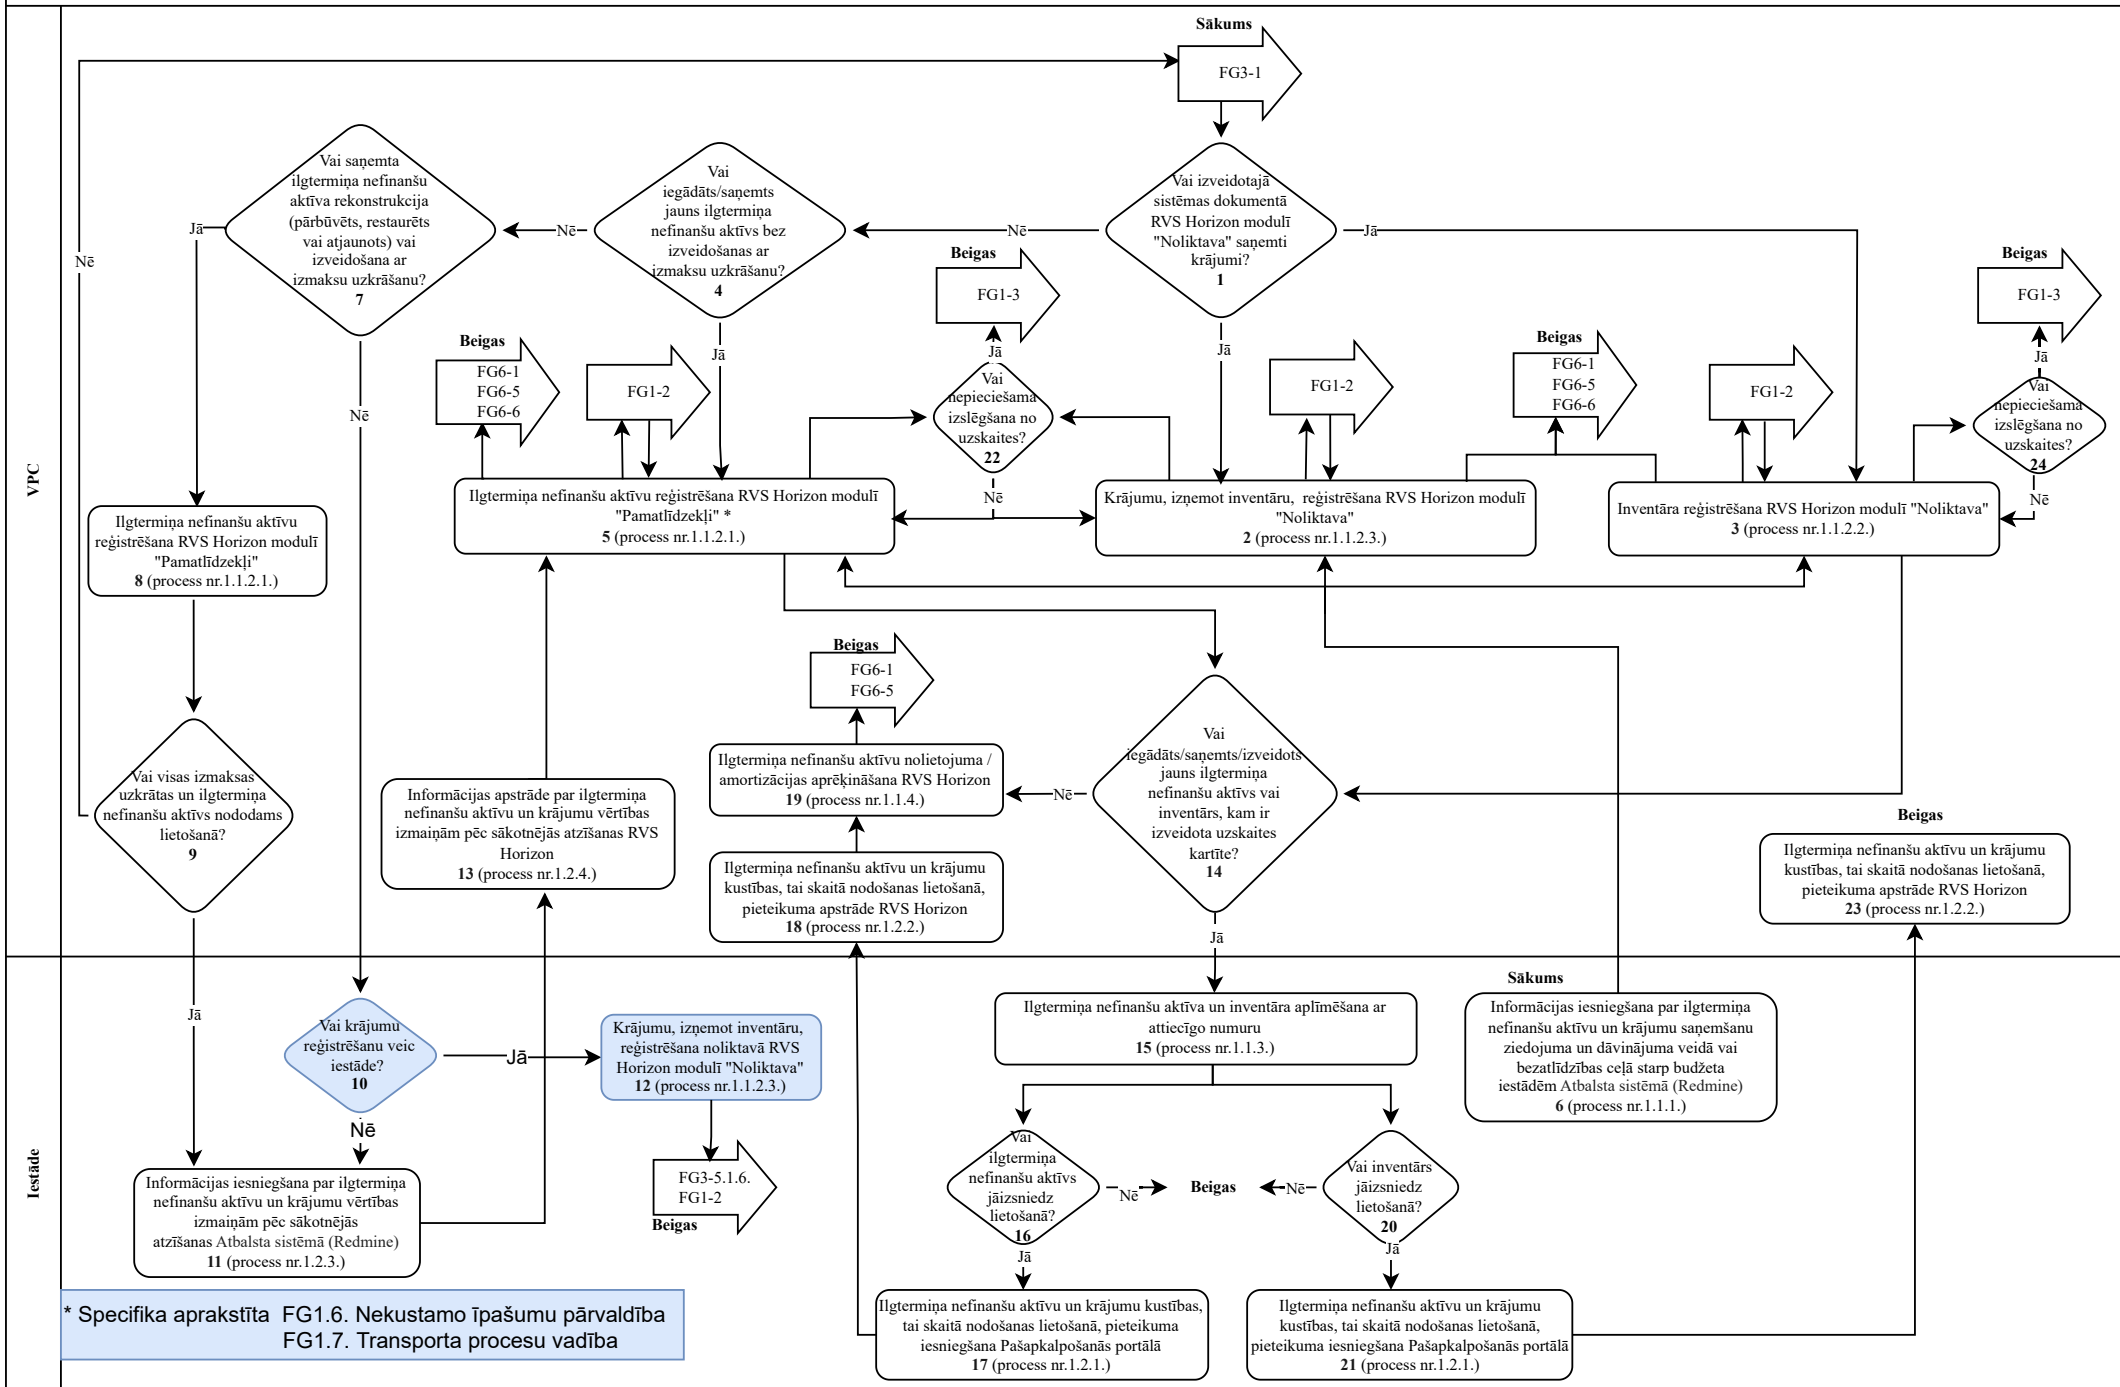 VPC
Iestāde
Sākums
FG3-1
Vai izveidotajā
sistēmas dokumentā
RVS Horizon modulī
"Noliktava" saņemti
krājumi?
1
Nē
Jā
Jā
Vai
iegādāts/saņemts
jauns ilgtermiņa
nefinanšu aktīvs bez
izveidošanas ar
izmaksu uzkrāšanu?
4
Nē
Jā
Vai saņemta
ilgtermiņa nefinanšu
aktīva rekonstrukcija
(pārbūvēts, restaurēts
vai atjaunots) vai
izveidošana ar
izmaksu uzkrāšanu?
7
Jā
Nē
Nē
Beigas
FG6-1
FG6-5
FG6-6
FG1-2
Beigas
FG1-3
Jā
Vai
nepieciešama
izslēgšana no
uzskaites?
22
Nē
FG1-2
Beigas
FG6-1
FG6-5
FG6-6
FG1-2
Beigas
FG1-3
Jā
Vai
nepieciešama
izslēgšana no
uzskaites?
24
Nē
Ilgtermiņa nefinanšu aktīvu
reģistrēšana RVS Horizon modulī
"Pamatlīdzekļi"
8 (process nr.1.1.2.1.)
Ilgtermiņa nefinanšu aktīvu reģistrēšana RVS Horizon modulī
"Pamatlīdzekļi" *
5 (process nr.1.1.2.1.)
Krājumu, izņemot inventāru, reģistrēšana RVS Horizon modulī
"Noliktava"
2 (process nr.1.1.2.3.)
Inventāra reģistrēšana RVS Horizon modulī "Noliktava"
3 (process nr.1.1.2.2.)
Vai visas izmaksas
uzkrātas un ilgtermiņa
nefinanšu aktīvs nododams
lietošanā?
9
Jā
Informācijas apstrāde par ilgtermiņa
nefinanšu aktīvu un krājumu vērtības
izmaiņām pēc sākotnējās atzīšanas RVS
Horizon
13 (process nr.1.2.4.)
Beigas
FG6-1
FG6-5
Ilgtermiņa nefinanšu aktīvu nolietojuma /
amortizācijas aprēķināšana RVS Horizon
19 (process nr.1.1.4.)
Ilgtermiņa nefinanšu aktīvu un krājumu
kustības, tai skaitā nodošanas lietošanā,
pieteikuma apstrāde RVS Horizon
18 (process nr.1.2.2.)
Nē
Vai
iegādāts/saņemts/izveidots
jauns ilgtermiņa
nefinanšu aktīvs vai
inventārs, kam ir
izveidota uzskaites
kartīte?
14
Jā
Beigas
Ilgtermiņa nefinanšu aktīvu un krājumu
kustības, tai skaitā nodošanas lietošanā,
pieteikuma apstrāde RVS Horizon
23 (process nr.1.2.2.)
Vai krājumu
reģistrēšanu veic
iestāde?
10
Jā
Nē
Krājumu, izņemot inventāru,
reģistrēšana noliktavā RVS
Horizon modulī "Noliktava"
12 (process nr.1.1.2.3.)
FG3-5.1.6.
FG1-2
Beigas
Informācijas iesniegšana par ilgtermiņa
nefinanšu aktīvu un krājumu vērtības
izmaiņām pēc sākotnējās
atzīšanas Atbalsta sistēmā (Redmine)
11 (process nr.1.2.3.)
Ilgtermiņa nefinanšu aktīva un inventāra aplīmēšana ar
attiecīgo numuru
15 (process nr.1.1.3.)
Sākums
Informācijas iesniegšana par ilgtermiņa
nefinanšu aktīvu un krājumu saņemšanu
ziedojuma un dāvinājuma veidā vai
bezatlīdzības ceļā starp budžeta
iestādēm Atbalsta sistēmā (Redmine)
6 (process nr.1.1.1.)
Vai
ilgtermiņa
nefinanšu aktīvs
jāizsniedz
lietošanā?
16
Nē
Beigas
Nē
Vai inventārs
jāizsniedz
lietošanā?
20
Jā
Jā
Ilgtermiņa nefinanšu aktīvu un krājumu kustības,
tai skaitā nodošanas lietošanā, pieteikuma
iesniegšana Pašapkalpošanās portālā
17 (process nr.1.2.1.)
Ilgtermiņa nefinanšu aktīvu un krājumu
kustības, tai skaitā nodošanas lietošanā,
pieteikuma iesniegšana Pašapkalpošanās portālā
21 (process nr.1.2.1.)
* Specifika aprakstīta FG1.6. Nekustamo īpašumu pārvaldība
FG1.7. Transporta procesu vadība